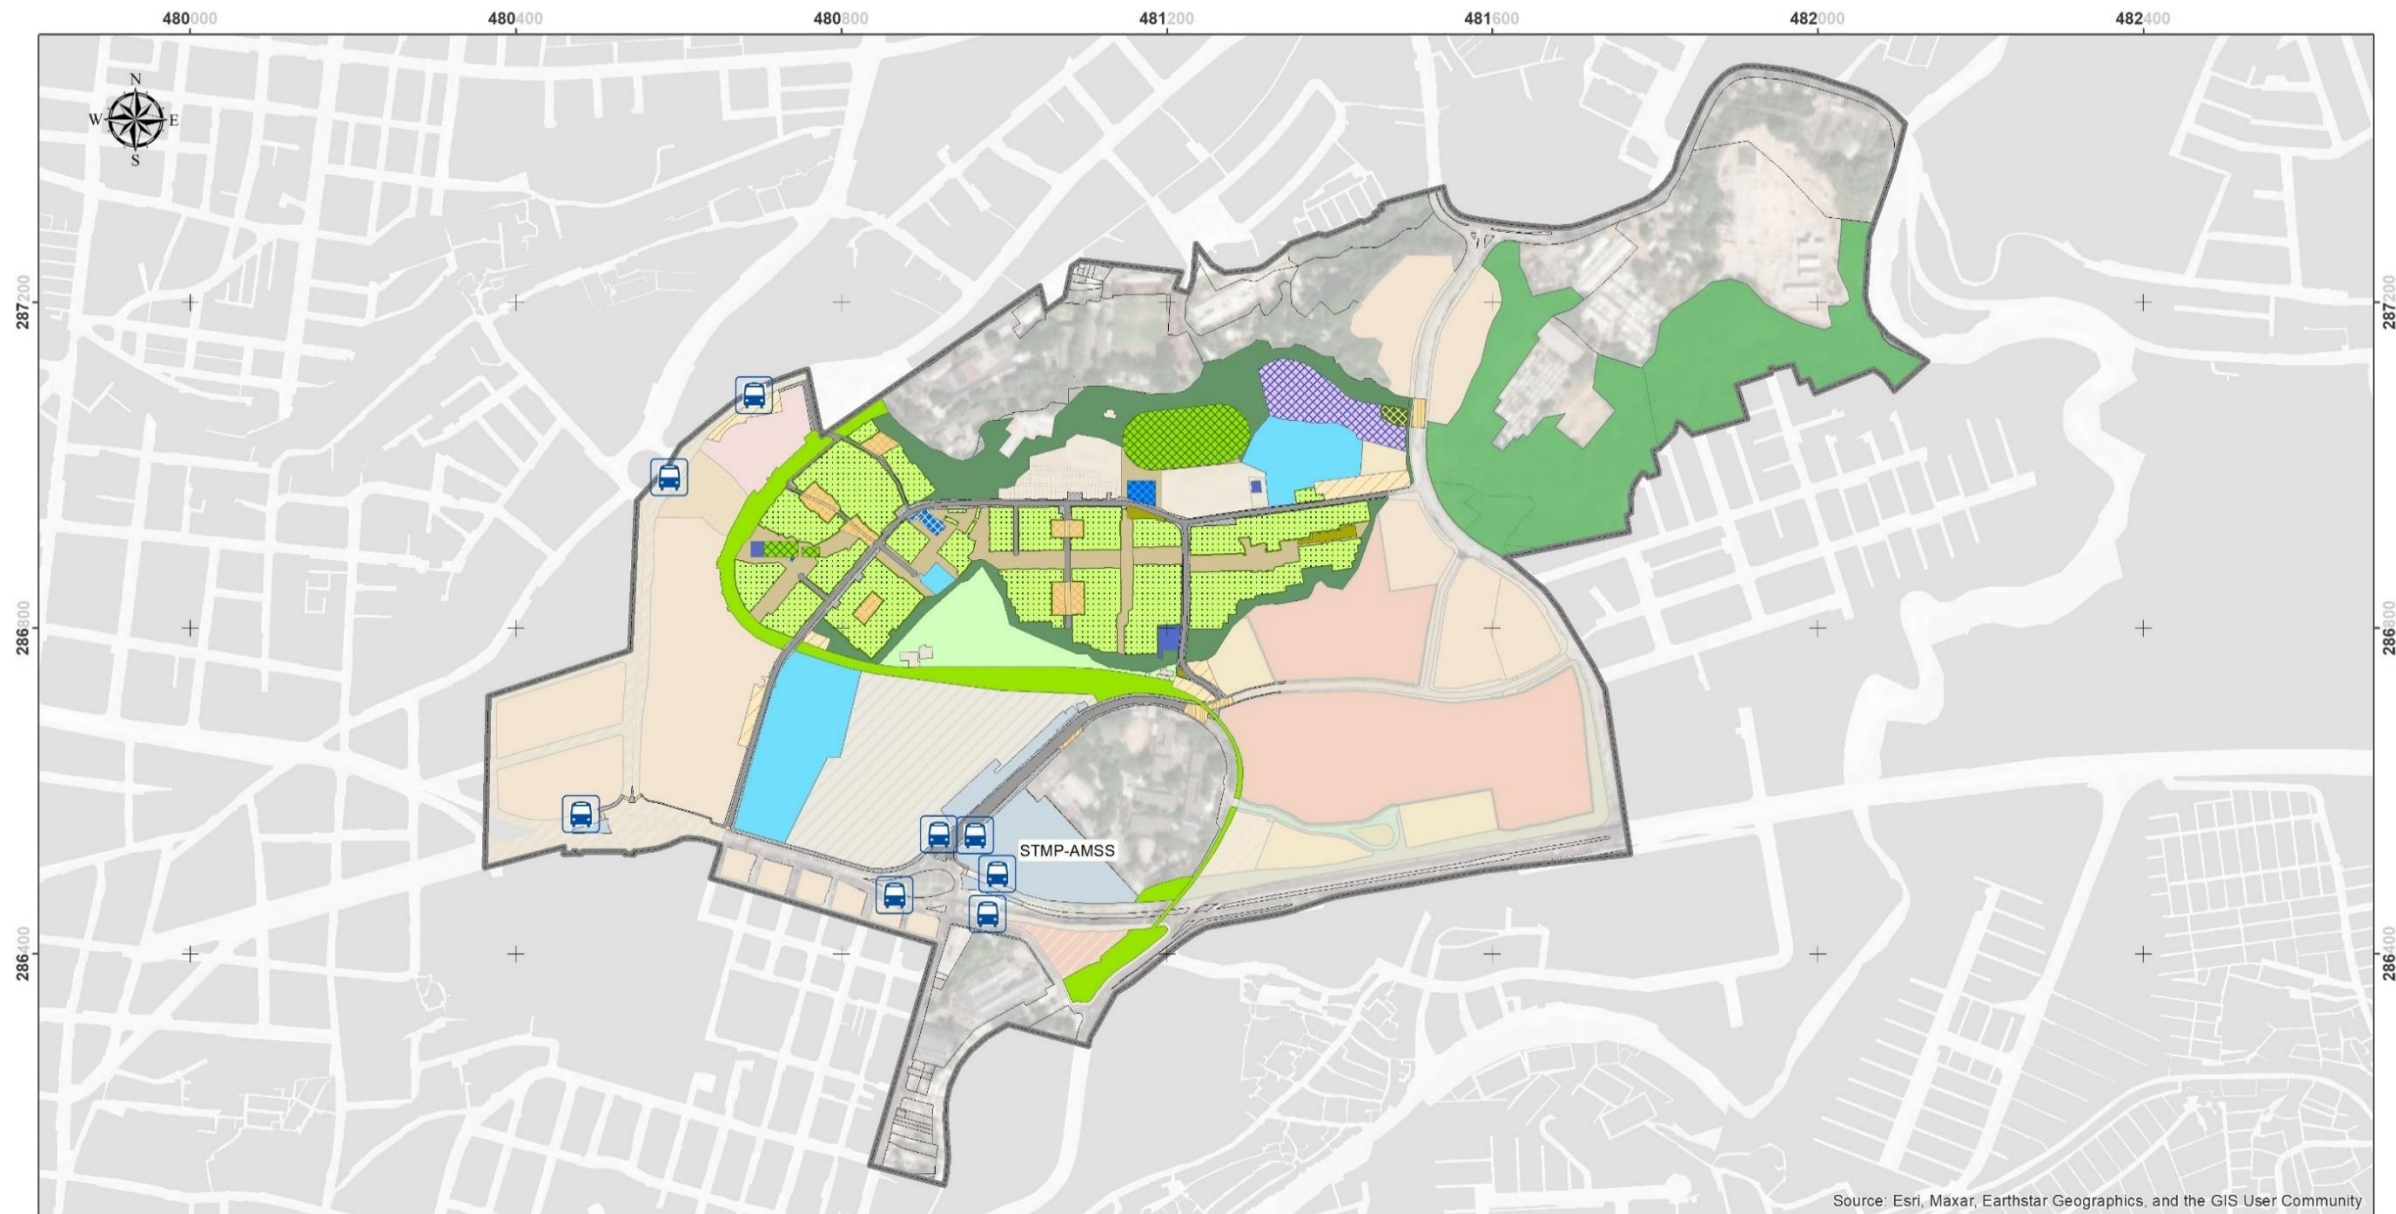 480000 480400 480800 481200 481600 482000 482400
N
W E
S
287200 287200
286800 286800
STMP-AMSS
286400 286400
Source: Esri, Maxar, Earthstar Geographics, and the GIS User Community